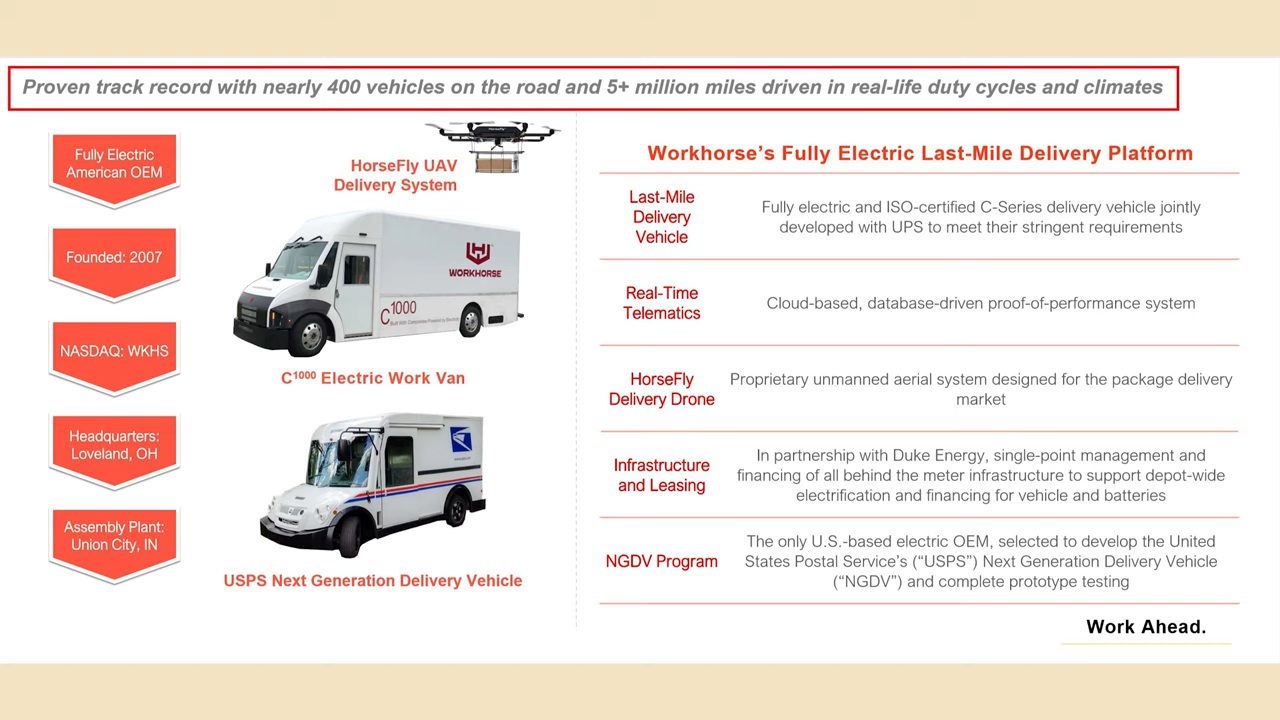 Proven track record with nearly 400 vehicles on the road and 5+ million miles driven in real-life duty cycles and climates
Fully Electric
American OEM
Founded: 2007
NASDAQ: WKHS
Headquarters:
Loveland, OH
Assembly Plant:
Union City, IN
HorseFly UAV
Delivery System
HorseFly
WORKHORSE
C1000
C1000 Electric Work Van
USPS Next Generation Delivery Vehicle
Workhorse’s Fully Electric Last-Mile Delivery Platform
Last-Mile
Delivery
Vehicle
Fully electric and ISO-certified C-Series delivery vehicle jointly
developed with UPS to meet their stringent requirements
Real-Time
Telematics
Cloud-based, database-driven proof-of-performance system
HorseFly
Delivery Drone
Proprietary unmanned aerial system designed for the package delivery
market
Infrastructure
and Leasing
In partnership with Duke Energy, single-point management and
financing of all behind the meter infrastructure to support depot-wide
electrification and financing for vehicle and batteries
NGDV Program
The only U.S.-based electric OEM, selected to develop the United
States Postal Service’s (“USPS”) Next Generation Delivery Vehicle
(“NGDV”) and complete prototype testing
Work Ahead.